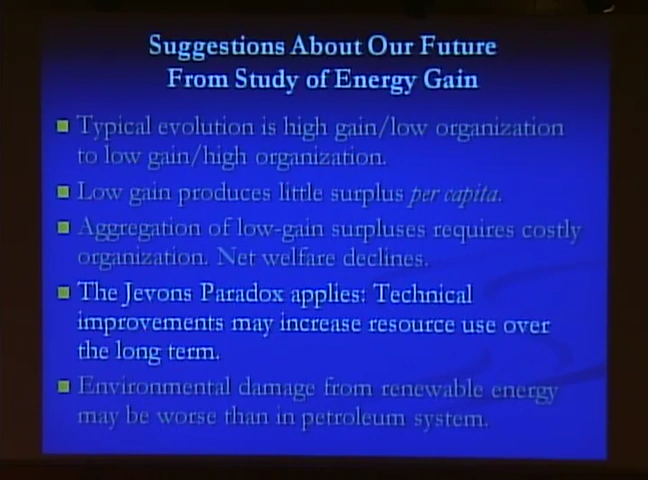 Suggestions About Our Future
From Study of Energy Gain
Typical evolution is high gain/low organization
to low gain/high organization.
Low gain produces little surplus per capita.
Aggregation of low-gain surpluses requires costly
organization. Net welfare declines.
The Jevons Paradox applies: Technical
improvements may increase resource use over
the long term.
Environmental damage from renewable energy
may be worse than in petroleum system.